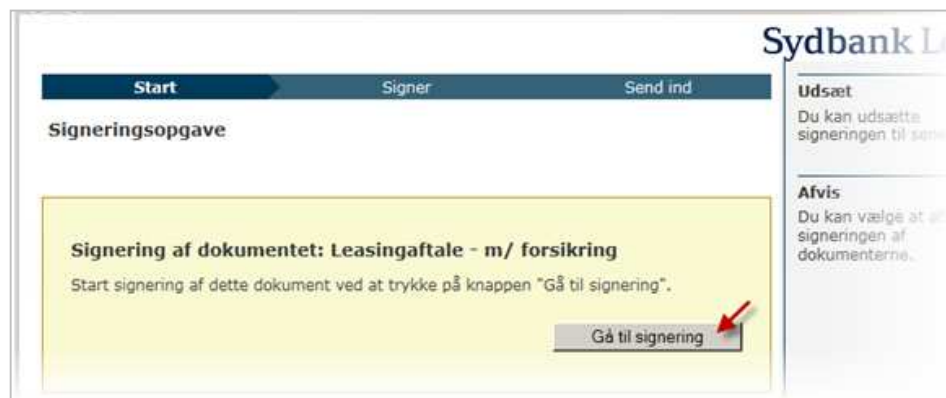 Sydbank
Start Signer Send ind
Signeringsopgave
Signering af dokumentet: Leasingaftale - m/ forsikring
Start signering af dette dokument ved at trykke på knappen "Gå til signering".
Gå til signering
Udsæt
Du kan udsætte
signeringen til
Afvis
Du kan vælge at
signeringen af
dokumenterne.